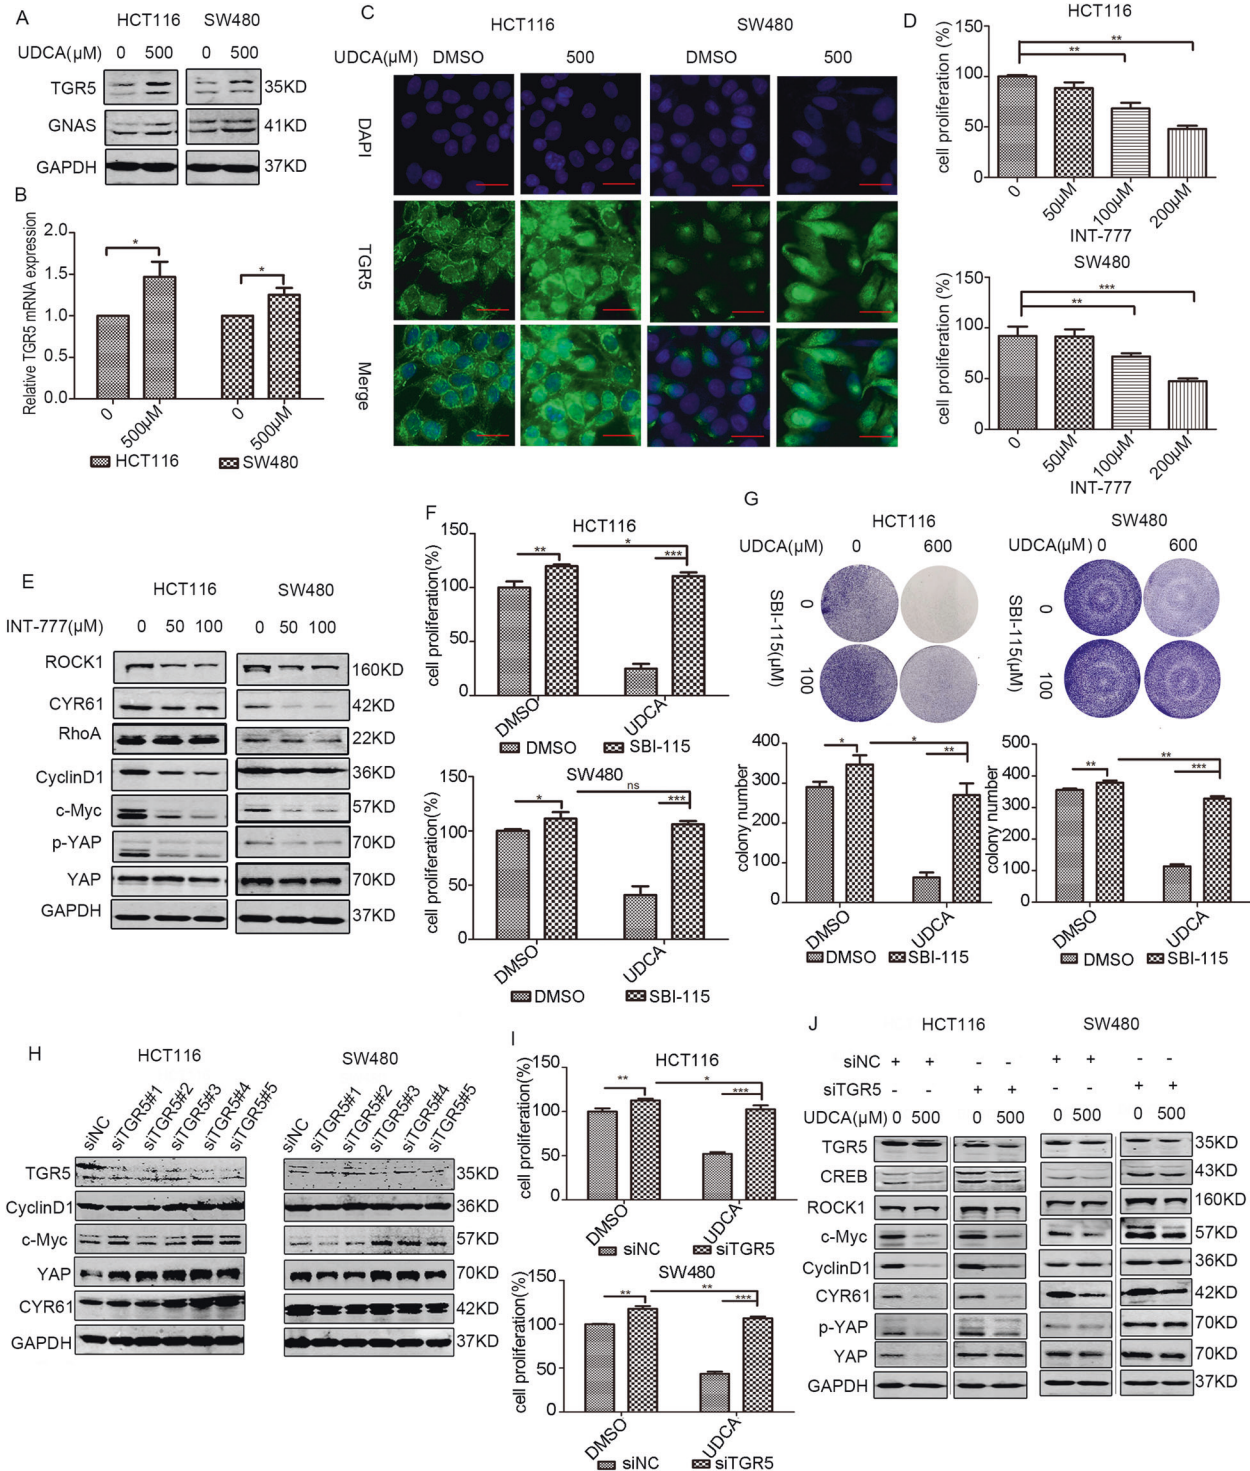 A
HCT116 SW480
UDCA(μM) 0 500 0 500
TGR5 35KD
GNAS 41KD
GAPDH 37KD
B
Relative TGR5 mRNA expression
2.0
1.5
1.0
0.5
0.0
* *
0 500μM 0 500μM
HCT116 SW480
C
HCT116 SW480
UDCA(μM) DMSO 500 DMSO 500
DAPI
TGR5
Merge
D
HCT116
cell proliferation (%)
150
100
50
0
**
**
0 50μM 100μM 200μM
INT-777
SW480
cell proliferation (%)
150
100
50
0
***
**
0 50μM 100μM 200μM
INT-777
E
HCT116 SW480
INT-777(μM) 0 50 100 0 50 100
ROCK1 160KD
CYR61 42KD
RhoA 22KD
CyclinD1 36KD
c-Myc 57KD
p-YAP 70KD
YAP 70KD
GAPDH 37KD
F
HCT116
cell proliferation(%)
150
100
50
0
** * ***
DMSO UDCA
DMSO SBI-115
SW480
cell proliferation(%)
150
100
50
0
* ns ***
DMSO UDCA
DMSO SBI-115
G
HCT116 SW480
UDCA(μM) 0 600 UDCA(μM) 0 600
SBI-115(μM) 0 100
SBI-115(μM) 0 100
colony number
400
300
200
100
0
* * **
DMSO UDCA
DMSO SBI-115
colony number
500
400
300
200
100
0
** ** ***
DMSO UDCA
DMSO SBI-115
H
HCT116 SW480
siNC siTGR5#1 siTGR5#2 siTGR5#3 siTGR5#4 siTGR5#5
siNC siTGR5#1 siTGR5#2 siTGR5#3 siTGR5#4 siTGR5#5
TGR5 35KD
CyclinD1 36KD
c-Myc 57KD
YAP 70KD
CYR61 42KD
GAPDH 37KD
I
HCT116
cell proliferation(%)
150
100
50
0
** * ***
DMSO UDCA
siNC siTGR5
SW480
cell proliferation(%)
150
100
50
0
** ** ***
DMSO UDCA
siNC siTGR5
J
HCT116 SW480
siNC + + - - + + - -
siTGR5 - - + + - - + +
UDCA(μM) 0 500 0 500 0 500 0 500
TGR5 35KD
CREB 43KD
ROCK1 160KD
c-Myc 57KD
CyclinD1 36KD
CYR61 42KD
p-YAP 70KD
YAP 70KD
GAPDH 37KD